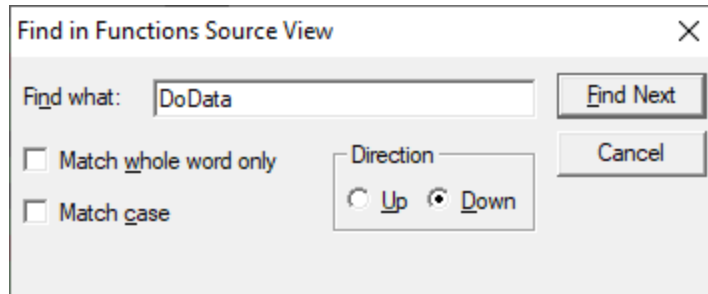 Find in Functions Source View
Find what: DoData Find Next
Match whole word only Direction Cancel
Match case Up Down